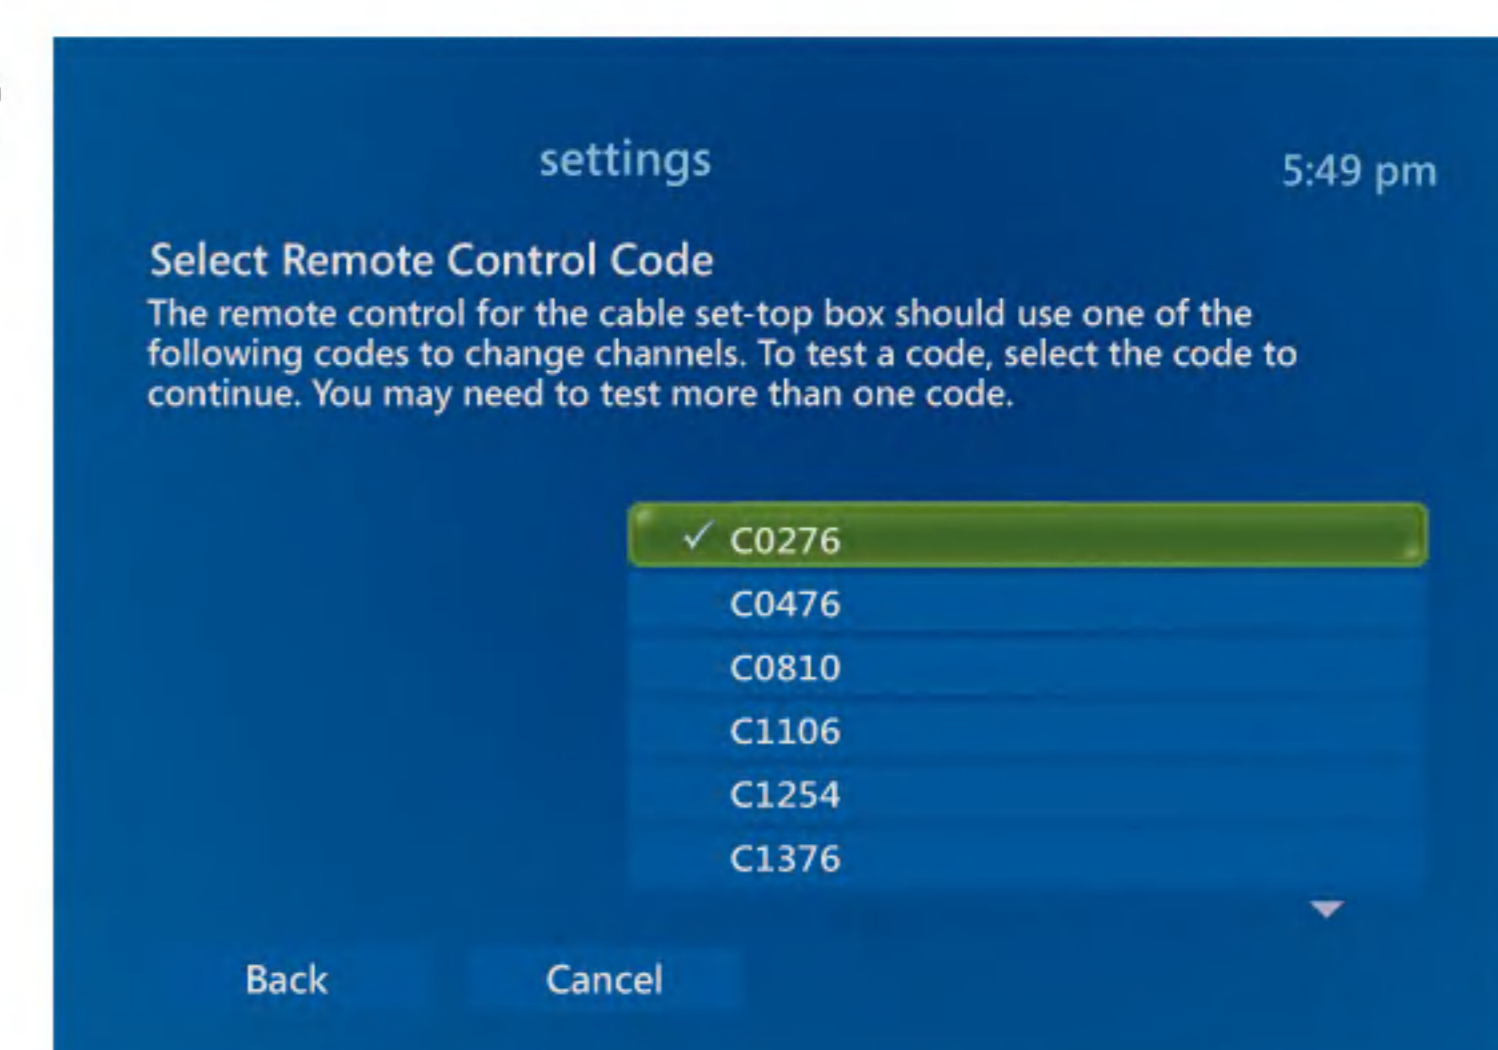 settings
5:49 pm
Select Remote Control Code
The remote control for the cable set-top box should use one of the
following codes to change channels. To test a code, select the code to
continue. You may need to test more than one code.
✓ C0276
C0476
C0810
C1106
C1254
C1376
Back
Cancel